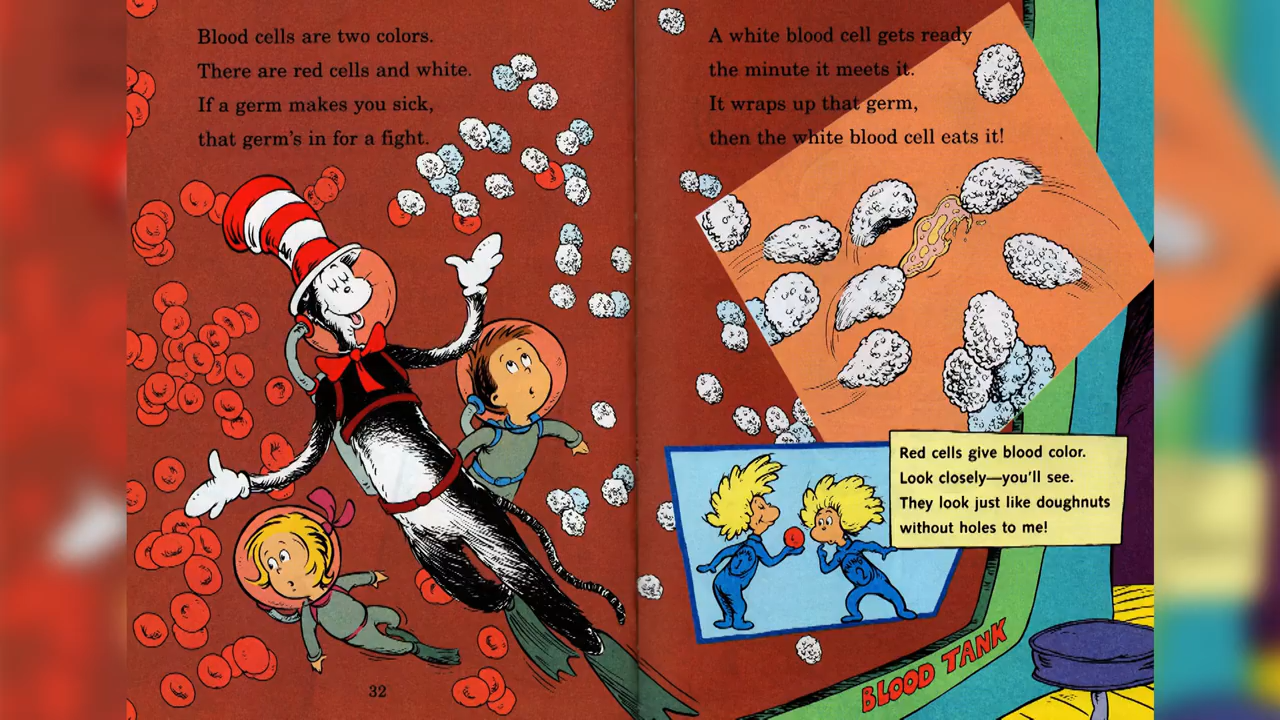 Blood cells are two colors.
There are red cells and white.
If a germ makes you sick,
that germ's in for a fight.
32
A white blood cell gets ready
the minute it meets it.
It wraps up that germ,
then the white blood cell eats it!
Red cells give blood color.
Look closely—you'll see.
They look just like doughnuts
without holes to me!
BLOOD TANK